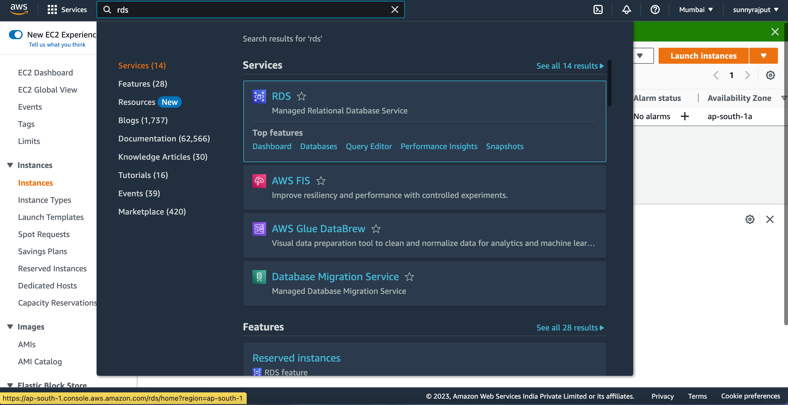 aws
Services
rds
Mumbai
sunnyrajput
New EC2 Experience
Tell us what you think
EC2 Dashboard
EC2 Global View
Events
Tags
Limits
Instances
Instances
Instance Types
Launch Templates
Spot Requests
Savings Plans
Reserved Instances
Dedicated Hosts
Capacity Reservations
Images
AMIs
AMI Catalog
Elastic Block Store
Search results for 'rds'
Services (14)
Features (28)
Resources New
Blogs (1,737)
Documentation (62,566)
Knowledge Articles (30)
Tutorials (16)
Events (39)
Marketplace (420)
Services
See all 14 results
RDS
Managed Relational Database Service
Top features
Dashboard Databases Query Editor Performance Insights Snapshots
AWS FIS
Improve resiliency and performance with controlled experiments.
AWS Glue DataBrew
Visual data preparation tool to clean and normalize data for analytics and machine lear...
Database Migration Service
Managed Database Migration Service
Features
See all 28 results
Reserved instances
RDS feature
Launch instances
1
Alarm status Availability Zone
No alarms ap-south-1a
https://ap-south-1.console.aws.amazon.com/rds/home?region=ap-south-1
© 2023, Amazon Web Services India Private Limited or its affiliates. Privacy Terms Cookie preferences